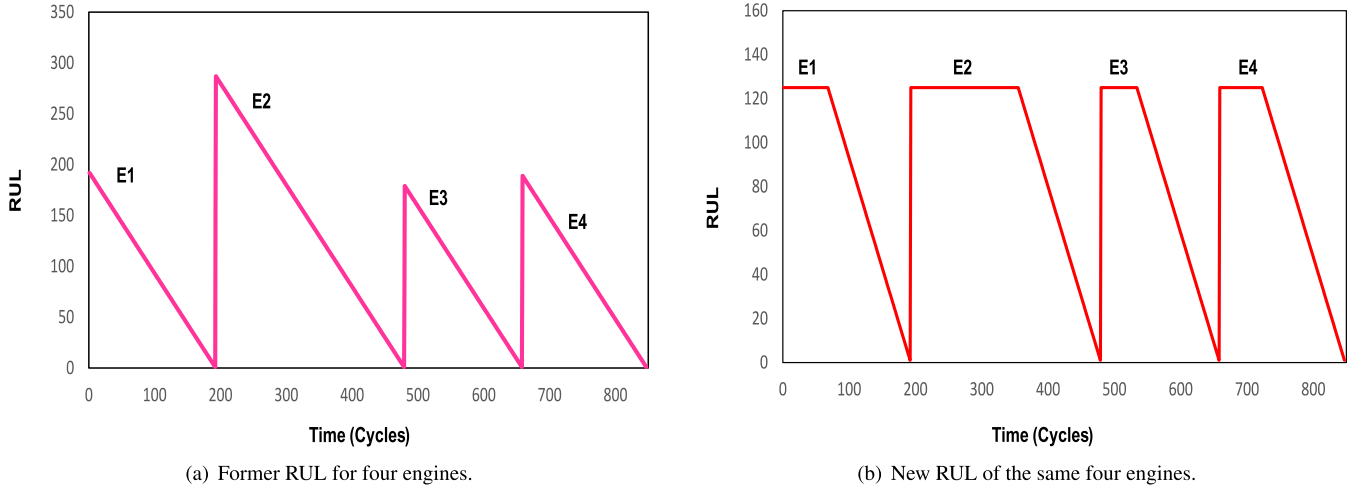 350
300
250
200
150
100
50
0
RUL
E1
E2
E3
E4
0 100 200 300 400 500 600 700 800
Time (Cycles)
(a) Former RUL for four engines.
160
140
120
100
80
60
40
20
0
RUL
E1 E2 E3 E4
0 100 200 300 400 500 600 700 800
Time (Cycles)
(b) New RUL of the same four engines.